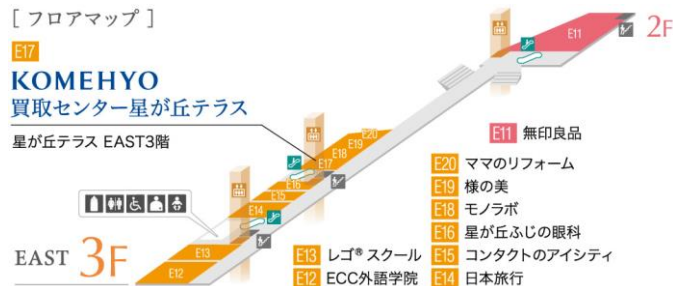 [ フロアマップ ]
E17
KOMEHYO
買取センター星が丘テラス
星が丘テラス EAST3階
E11
2F
E20
E19
E18
E17
E16
E15
E14
E13
E12
EAST 3F
E11 無印良品
E20 ママのリフォーム
E19 様の美
E18 モノラボ
E16 星が丘ふじの眼科
E13 レゴ® スクール
E15 コンタクトのアイシティ
E12 ECC外語学院
E14 日本旅行